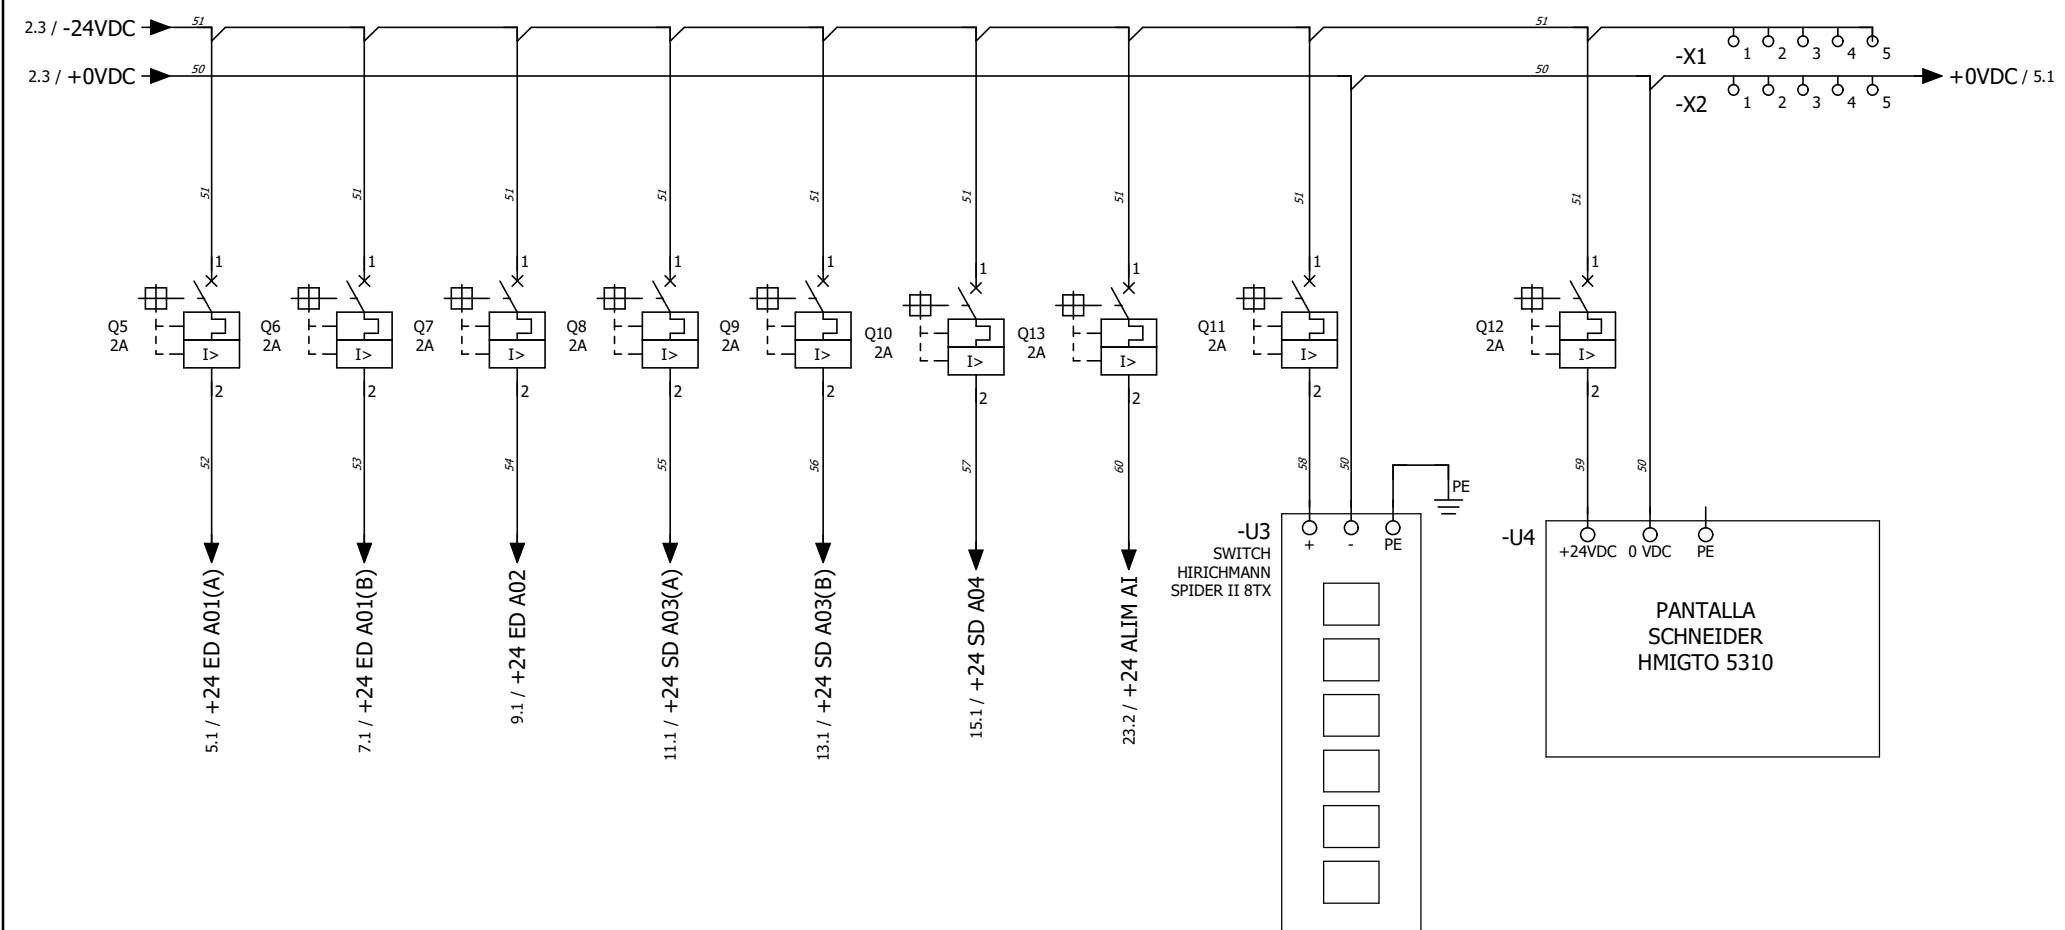 2.3 / -24VDC 51 51
-X1 1 2 3 4 5
2.3 / +0VDC 50 50 +0VDC / 5.1
-X2 1 2 3 4 5
51 51 51 51 51 51 51 51 51
1 1 1 1 1 1 1 1 1
Q5 2A I> 2
Q6 2A I> 2
Q7 2A I> 2
Q8 2A I> 2
Q9 2A I> 2
Q10 2A I> 2
Q13 2A I> 2
Q11 2A I> 2
Q12 2A I> 2
52 53 54 55 56 57 60 58 50 59 50
PE
5.1 / +24 ED A01(A)
7.1 / +24 ED A01(B)
9.1 / +24 ED A02
11.1 / +24 SD A03(A)
13.1 / +24 SD A03(B)
15.1 / +24 SD A04
23.2 / +24 ALIM AI
-U3
+ - PE
SWITCH
HIRICHMANN
SPIDER II 8TX
-U4
+24VDC 0 VDC PE
PANTALLA
SCHNEIDER
HMIGTO 5310